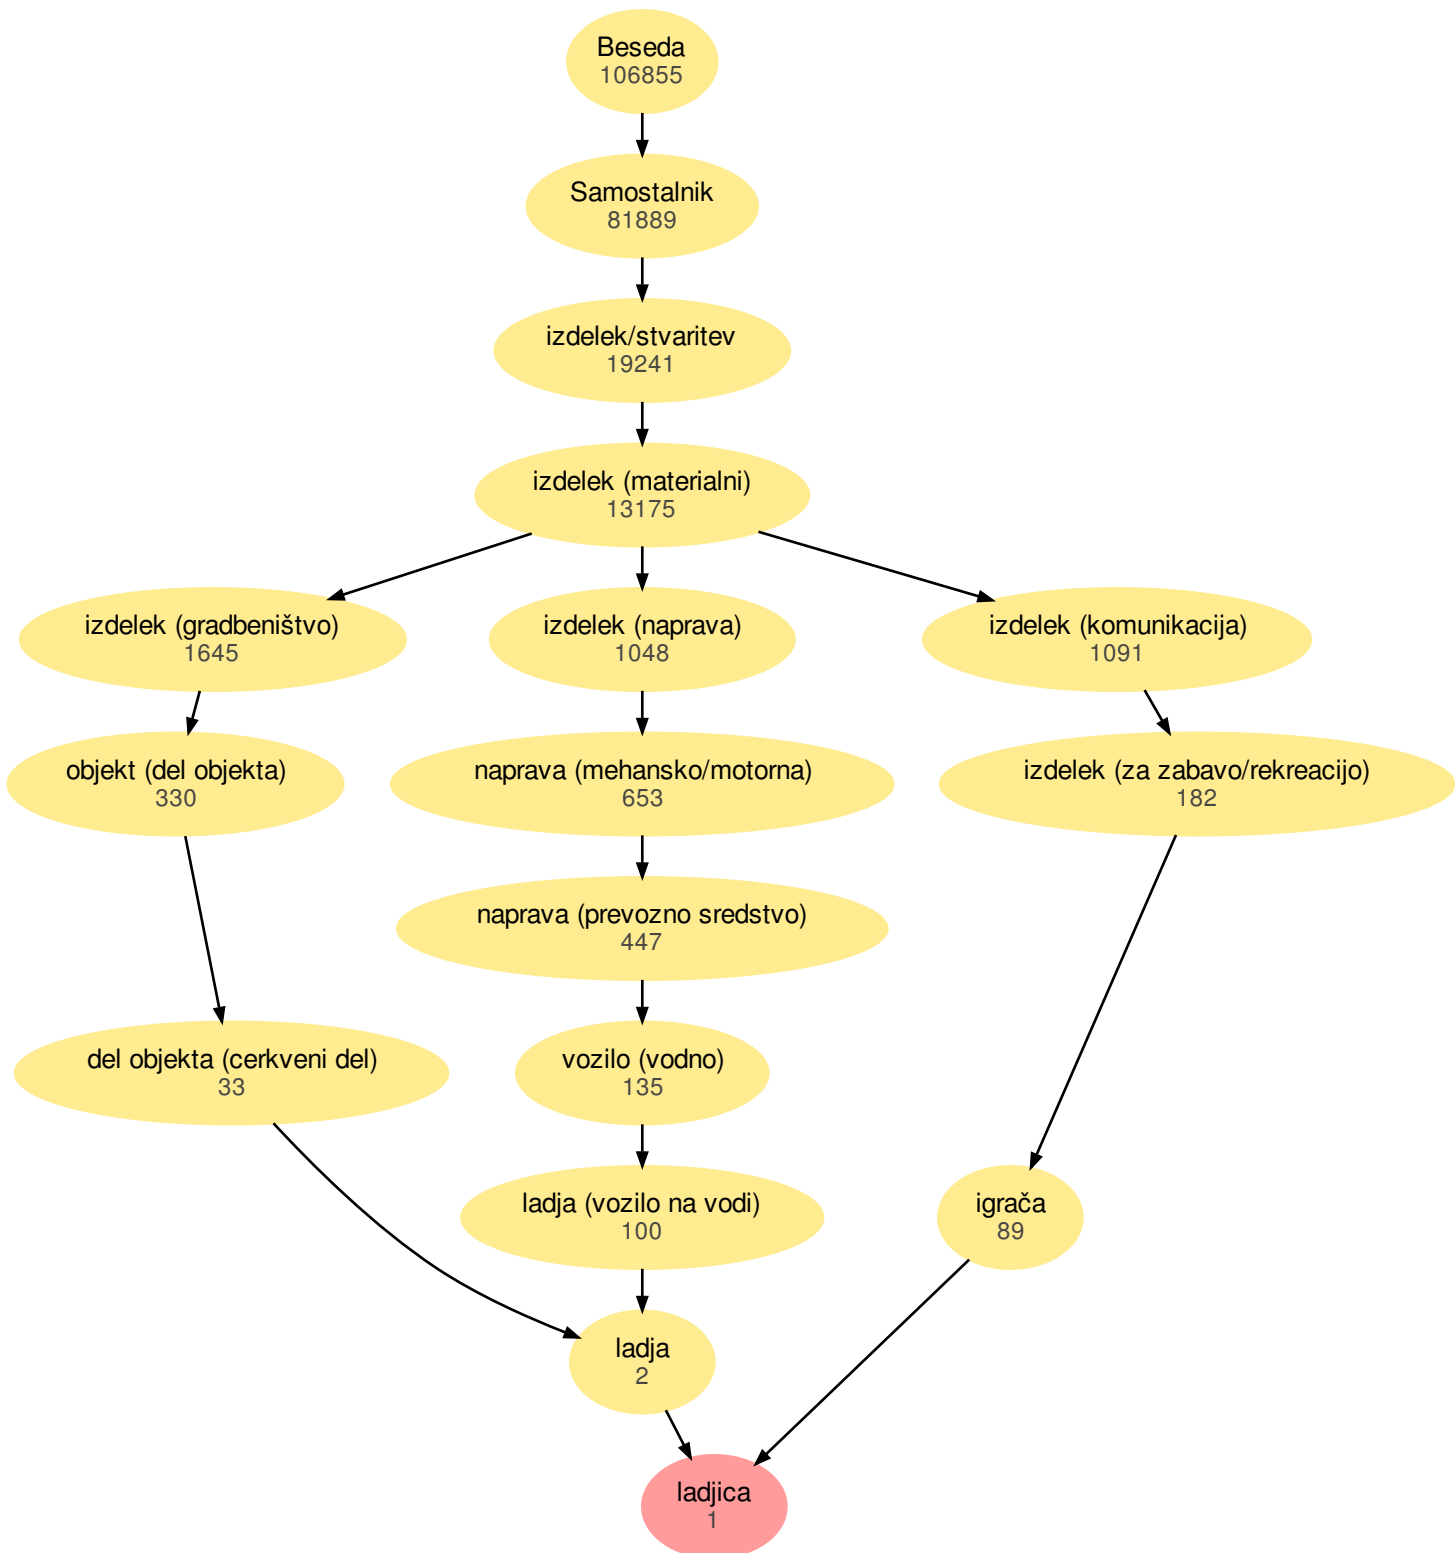 Beseda
106855
Samostalnik
81889
izdelek/stvaritev
19241
izdelek (materialni)
13175
izdelek (gradbeništvo)
1645
izdelek (naprava)
1048
izdelek (komunikacija)
1091
objekt (del objekta)
330
naprava (mehansko/motorna)
653
izdelek (za zabavo/rekreacijo)
182
naprava (prevozno sredstvo)
447
del objekta (cerkveni del)
33
vozilo (vodno)
135
ladja (vozilo na vodi)
100
igrača
89
ladja
2
ladjica
1